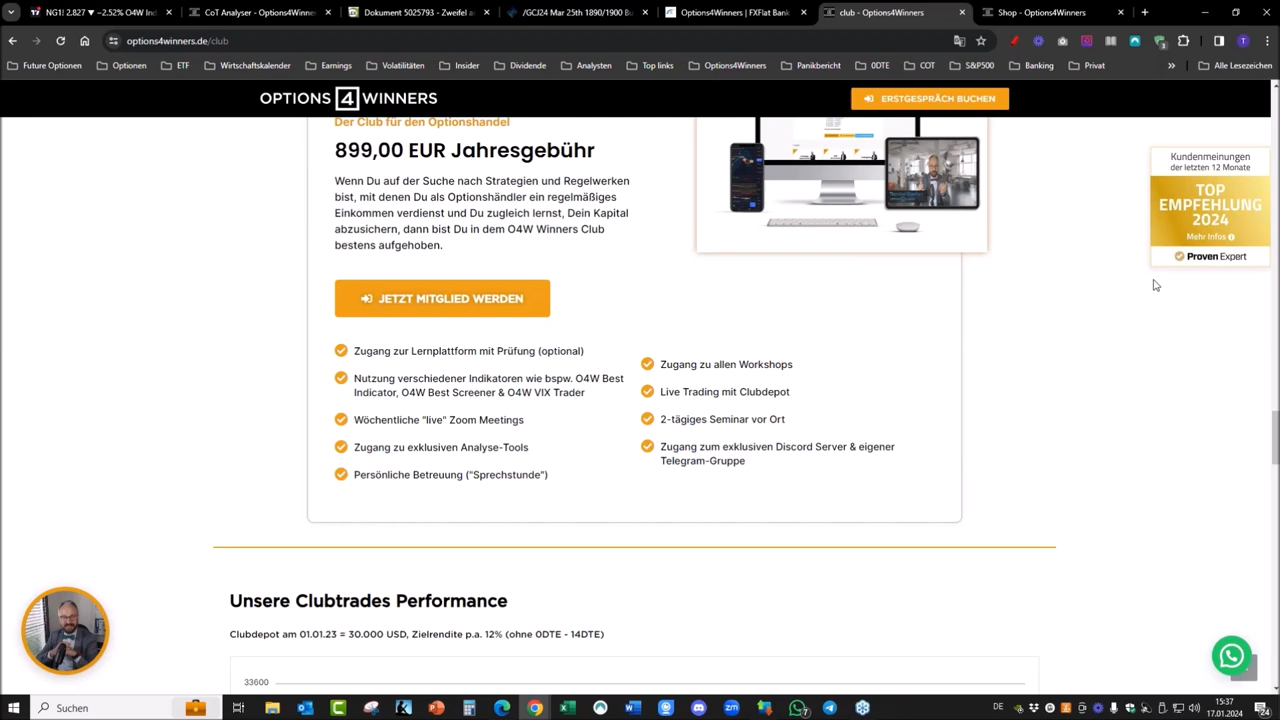 NG1! 2.827 ▼ −2.52% O4W Ind
CoT Analyser - Options4Winners
Dokument 5025793 - Zweifel a
/GCJ24 Mar 25th 1890/1900 Bu
Options4Winners | FXFlat Bank
club - Options4Winners
Shop - Options4Winners
options4winners.de/club
Future Optionen
Optionen
ETF
Wirtschaftskalender
Earnings
Volatilitäten
Insider
Dividende
Analysten
Top links
Options4Winners
Panikbericht
0DTE
COT
S&P500
Banking
Privat
Alle Lesezeichen
OPTIONS 4 WINNERS
ERSTGESPRÄCH BUCHEN
Der Club für den Optionshandel
899,00 EUR Jahresgebühr
Wenn Du auf der Suche nach Strategien und Regelwerken
bist, mit denen Du als Optionshändler ein regelmäßiges
Einkommen verdienst und Du zugleich lernst, Dein Kapital
abzusichern, dann bist Du in dem O4W Winners Club
bestens aufgehoben.
JETZT MITGLIED WERDEN
Zugang zur Lernplattform mit Prüfung (optional)
Nutzung verschiedener Indikatoren wie bspw. O4W Best
Indicator, O4W Best Screener & O4W VIX Trader
Wöchentliche "live" Zoom Meetings
Zugang zu exklusiven Analyse-Tools
Persönliche Betreuung ("Sprechstunde")
Zugang zu allen Workshops
Live Trading mit Clubdepot
2-tägiges Seminar vor Ort
Zugang zum exklusiven Discord Server & eigener
Telegram-Gruppe
Kundenmeinungen
der letzten 12 Monate
TOP
EMPFEHLUNG
2024
Mehr Infos
Proven Expert
Unsere Clubtrades Performance
Clubdepot am 01.01.23 = 30.000 USD, Zielrendite p.a. 12% (ohne 0DTE - 14DTE)
33600
Suchen
DE
15:37
17.01.2024